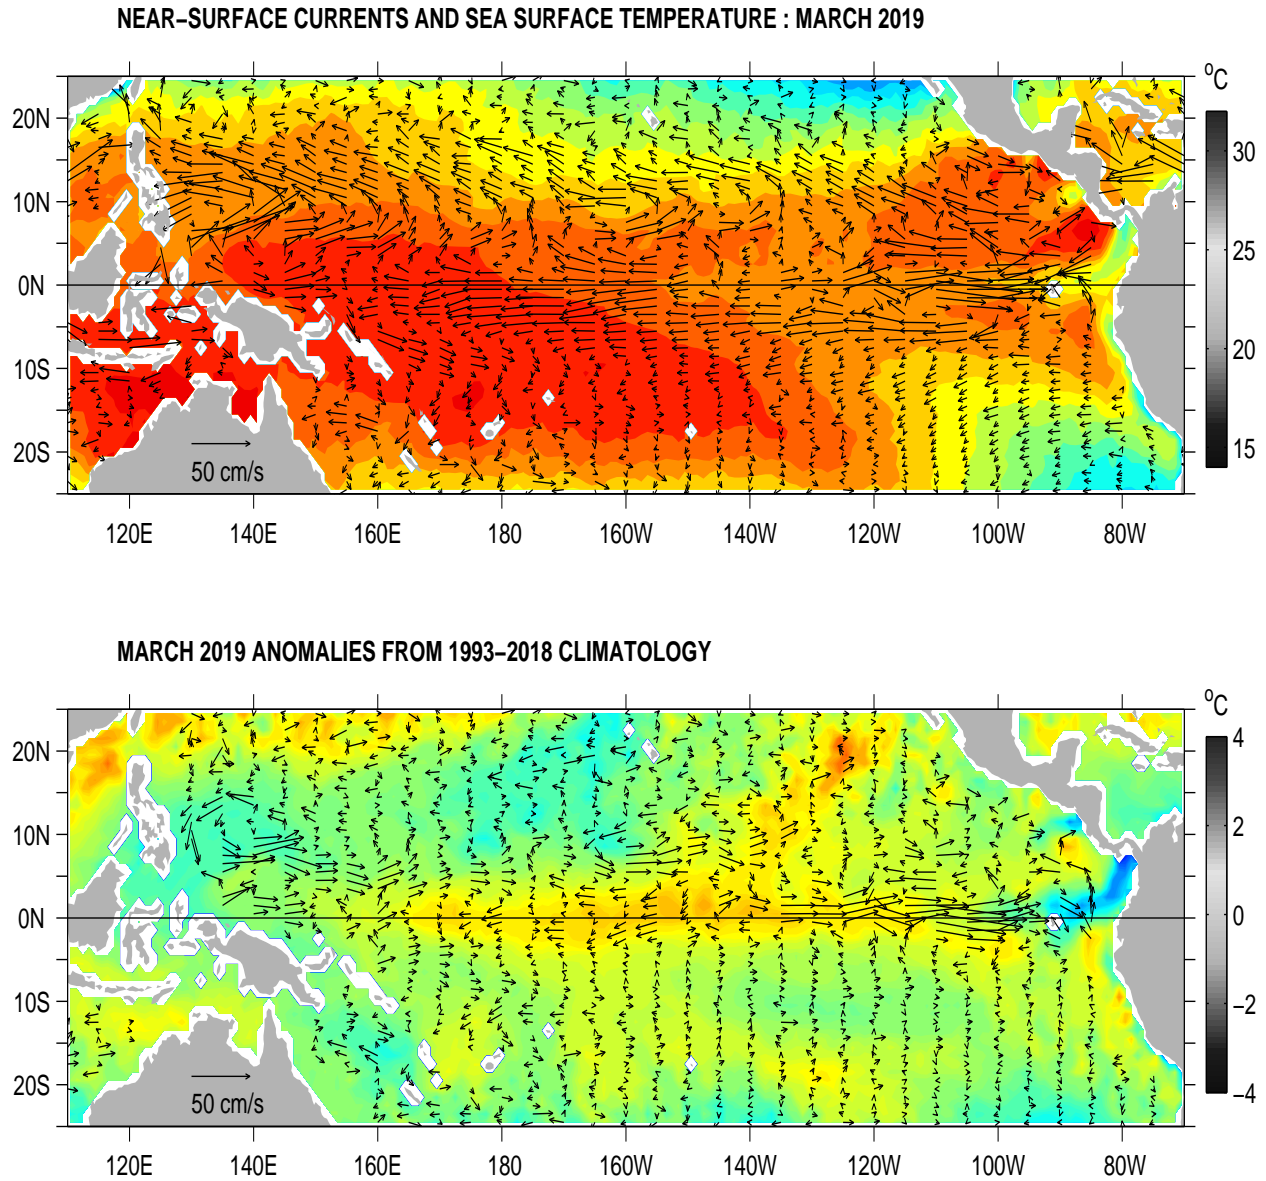 NEAR–SURFACE CURRENTS AND SEA SURFACE TEMPERATURE : MARCH 2019
oC
20N
10N
0N
10S
20S
30
25
20
15
50 cm/s
120E 140E 160E 180 160W 140W 120W 100W 80W
MARCH 2019 ANOMALIES FROM 1993–2018 CLIMATOLOGY
oC
20N
10N
0N
10S
20S
4
2
0
–2
–4
50 cm/s
120E 140E 160E 180 160W 140W 120W 100W 80W